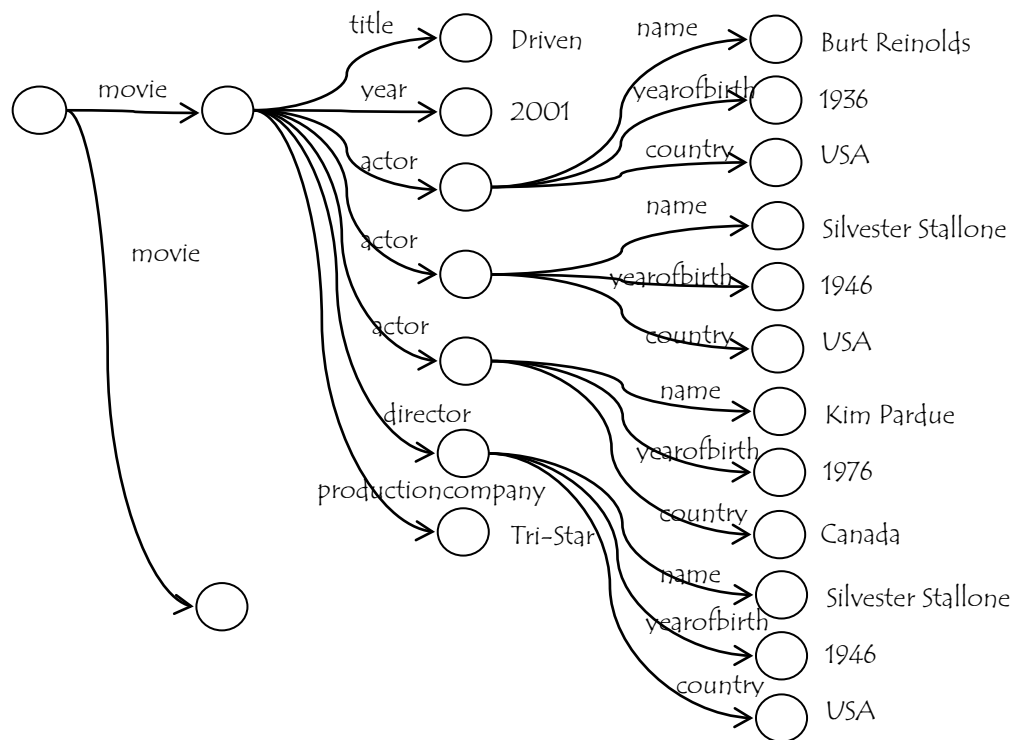 title
Driven
name
Burt Reinolds
movie
year
2001
yearofbirth
1936
actor
country
USA
name
Silvester Stallone
actor
yearofbirth
1946
movie
country
USA
actor
name
Kim Pardue
director
yearofbirth
1976
productioncompany
Tri-Star
country
Canada
name
Silvester Stallone
yearofbirth
1946
country
USA